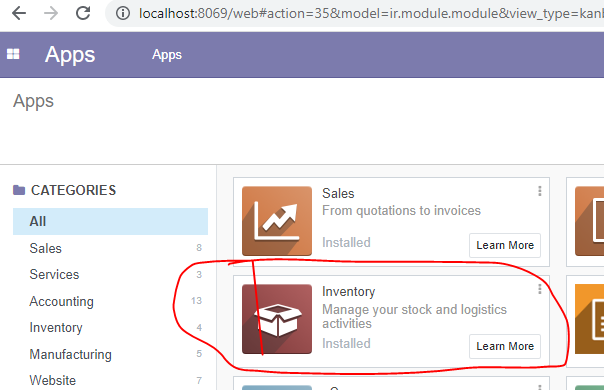 localhost:8069/web#action=35&model=ir.module.module&view_type=kanl
Apps
Apps
Apps
CATEGORIES
All
Sales 8
Services 3
Accounting 13
Inventory 4
Manufacturing 5
Website 7
Sales
From quotations to invoices
Installed
Learn More
Inventory
Manage your stock and logistics
activities
Installed
Learn More